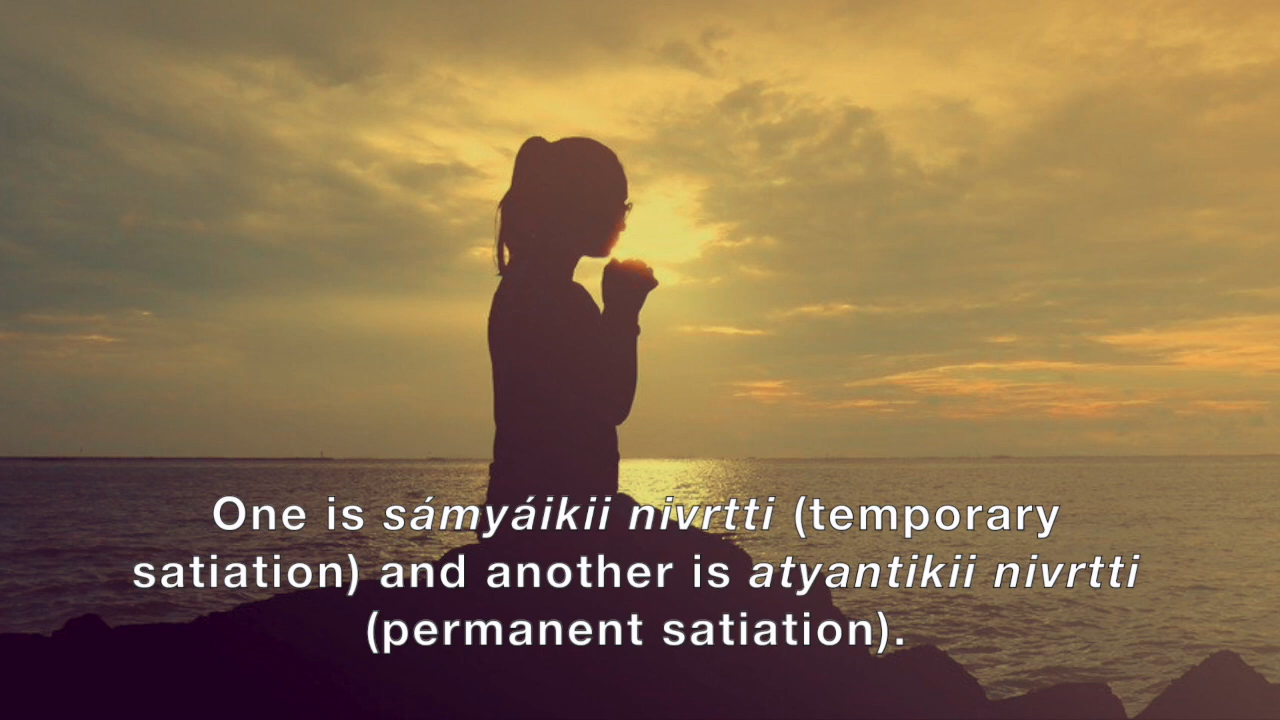 One is sámyáikii nivrtti (temporary
satiation) and another is atyantikii nivrtti
(permanent satiation).